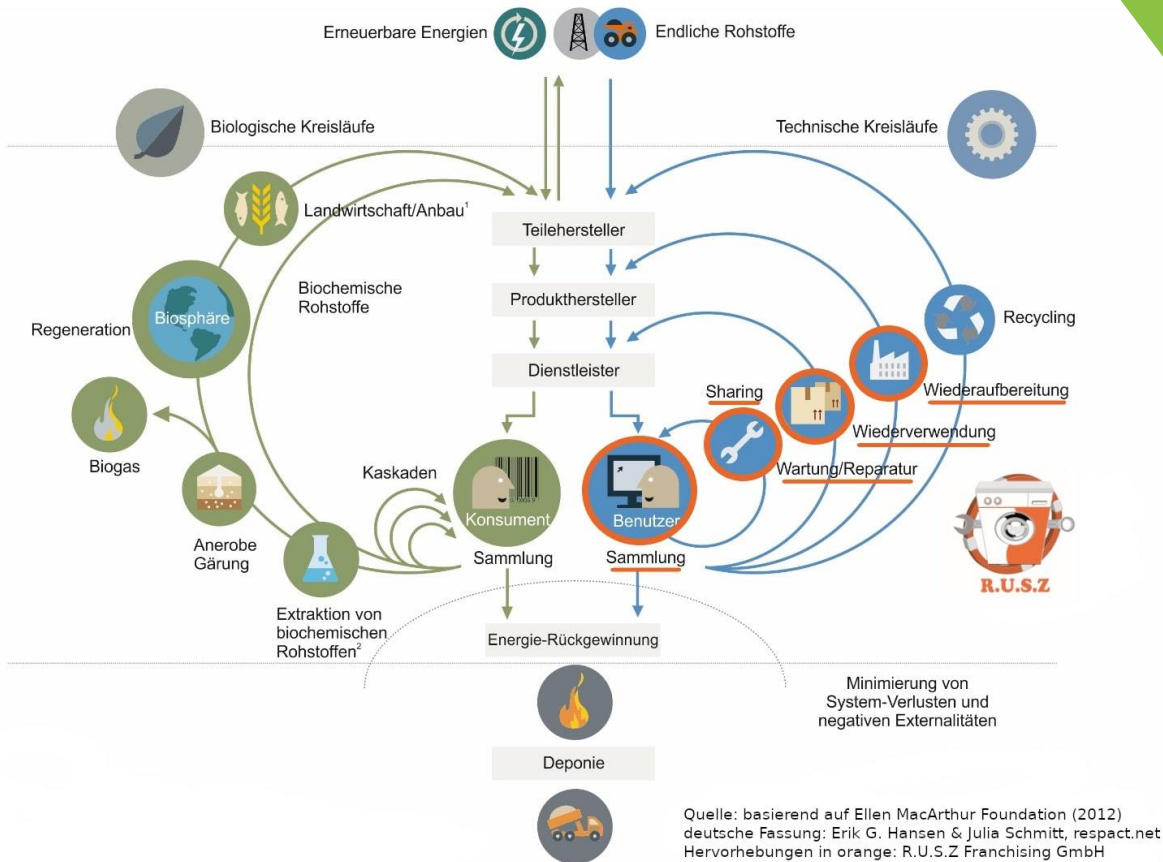 Erneuerbare Energien
Endliche Rohstoffe
Biologische Kreisläufe
Technische Kreisläufe
Landwirtschaft/Anbau¹
Teilehersteller
Biochemische
Rohstoffe
Produkthersteller
Biosphäre
Regeneration
Recycling
Dienstleister
Sharing
Wiederaufbereitung
Wiederverwendung
Biogas
Kaskaden
Wartung/Reparatur
Konsument
Benutzer
Anerobe
Gärung
Sammlung
Sammlung
R.U.S.Z
Extraktion von
biochemischen
Rohstoffen²
Energie-Rückgewinnung
Minimierung von
System-Verlusten und
negativen Externalitäten
Deponie
Quelle: basierend auf Ellen MacArthur Foundation (2012)
deutsche Fassung: Erik G. Hansen & Julia Schmitt, respact.net
Hervorhebungen in orange: R.U.S.Z Franchising GmbH